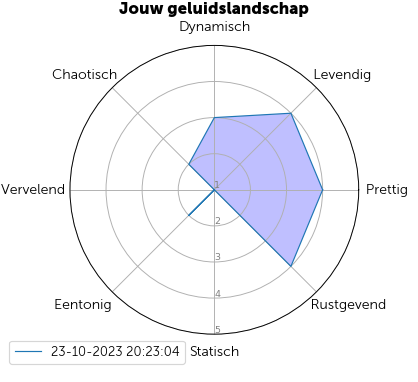 Jouw geluidslandschap
Dynamisch
Chaotisch
Levendig
Vervelend
Prettig
1
2
3
4
5
Eentonig
Rustgevend
23-10-2023 20:23:04
Statisch